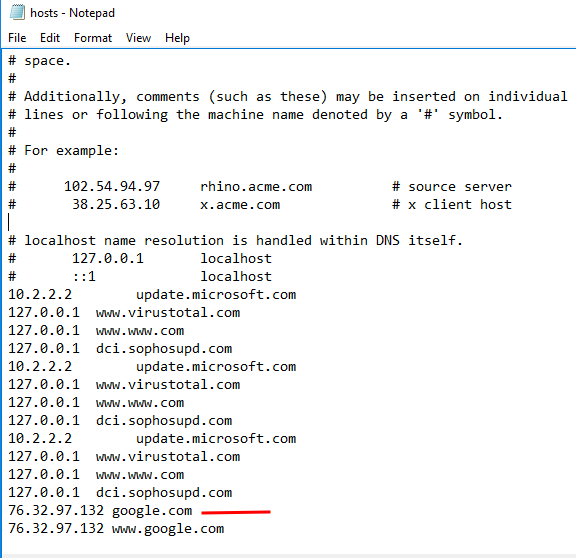 hosts - Notepad
File Edit Format View Help
# space.
#
# Additionally, comments (such as these) may be inserted on individual
# lines or following the machine name denoted by a '#' symbol.
#
# For example:
#
#      102.54.94.97     rhino.acme.com          # source server
#       38.25.63.10     x.acme.com              # x client host
# localhost name resolution is handled within DNS itself.
#       127.0.0.1       localhost
#       ::1             localhost
10.2.2.2        update.microsoft.com
127.0.0.1  www.virustotal.com
127.0.0.1  www.www.com
127.0.0.1  dci.sophosupd.com
10.2.2.2        update.microsoft.com
127.0.0.1  www.virustotal.com
127.0.0.1  www.www.com
127.0.0.1  dci.sophosupd.com
10.2.2.2        update.microsoft.com
127.0.0.1  www.virustotal.com
127.0.0.1  www.www.com
127.0.0.1  dci.sophosupd.com
76.32.97.132 google.com
76.32.97.132 www.google.com